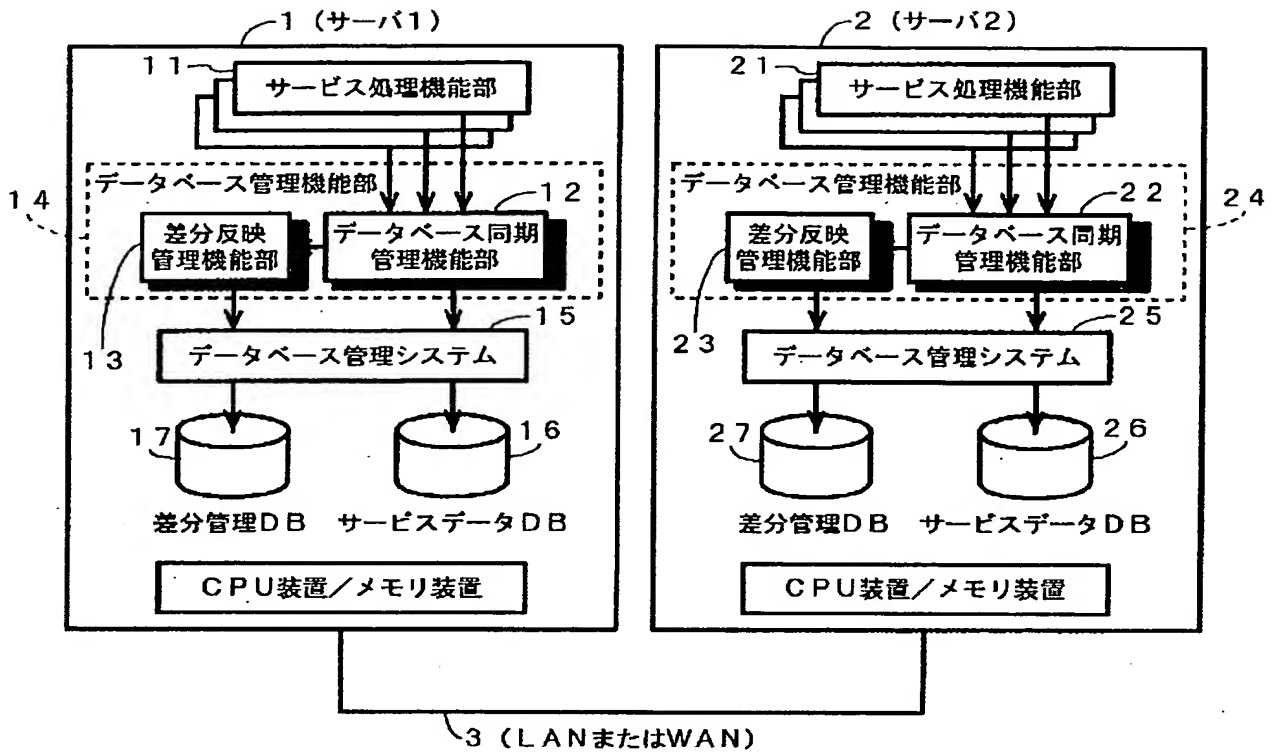 1（サーバ1）
11
サービス処理機能部
データベース管理機能部
14
12
差分反映
管理機能部
データベース同期
管理機能部
13
15
データベース管理システム
17
16
差分管理DB
サービスデータDB
CPU装置／メモリ装置
2（サーバ2）
21
サービス処理機能部
データベース管理機能部
22
24
差分反映
管理機能部
データベース同期
管理機能部
23
25
データベース管理システム
27
26
差分管理DB
サービスデータDB
CPU装置／メモリ装置
3（LANまたはWAN）